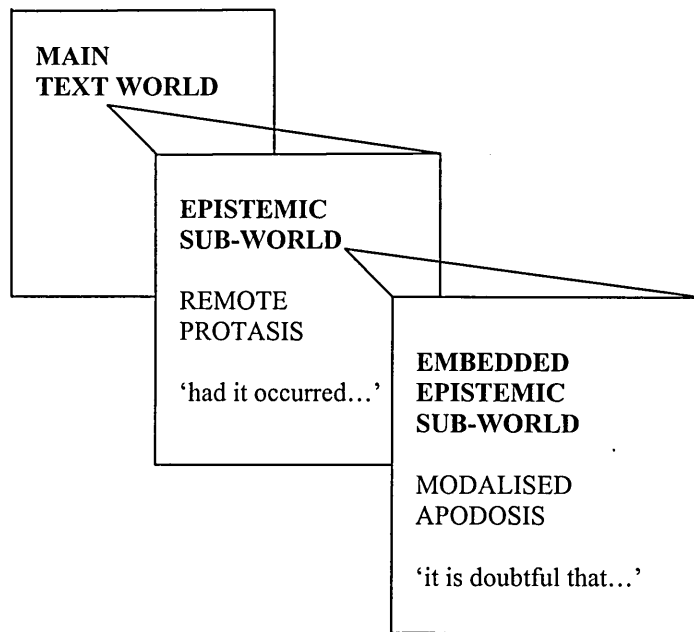 MAIN
TEXT WORLD
EPISTEMIC
SUB-WORLD
REMOTE
PROTASIS
‘had it occurred…’
EMBEDDED
EPISTEMIC
SUB-WORLD
MODALISED
APODOSIS
‘it is doubtful that…’